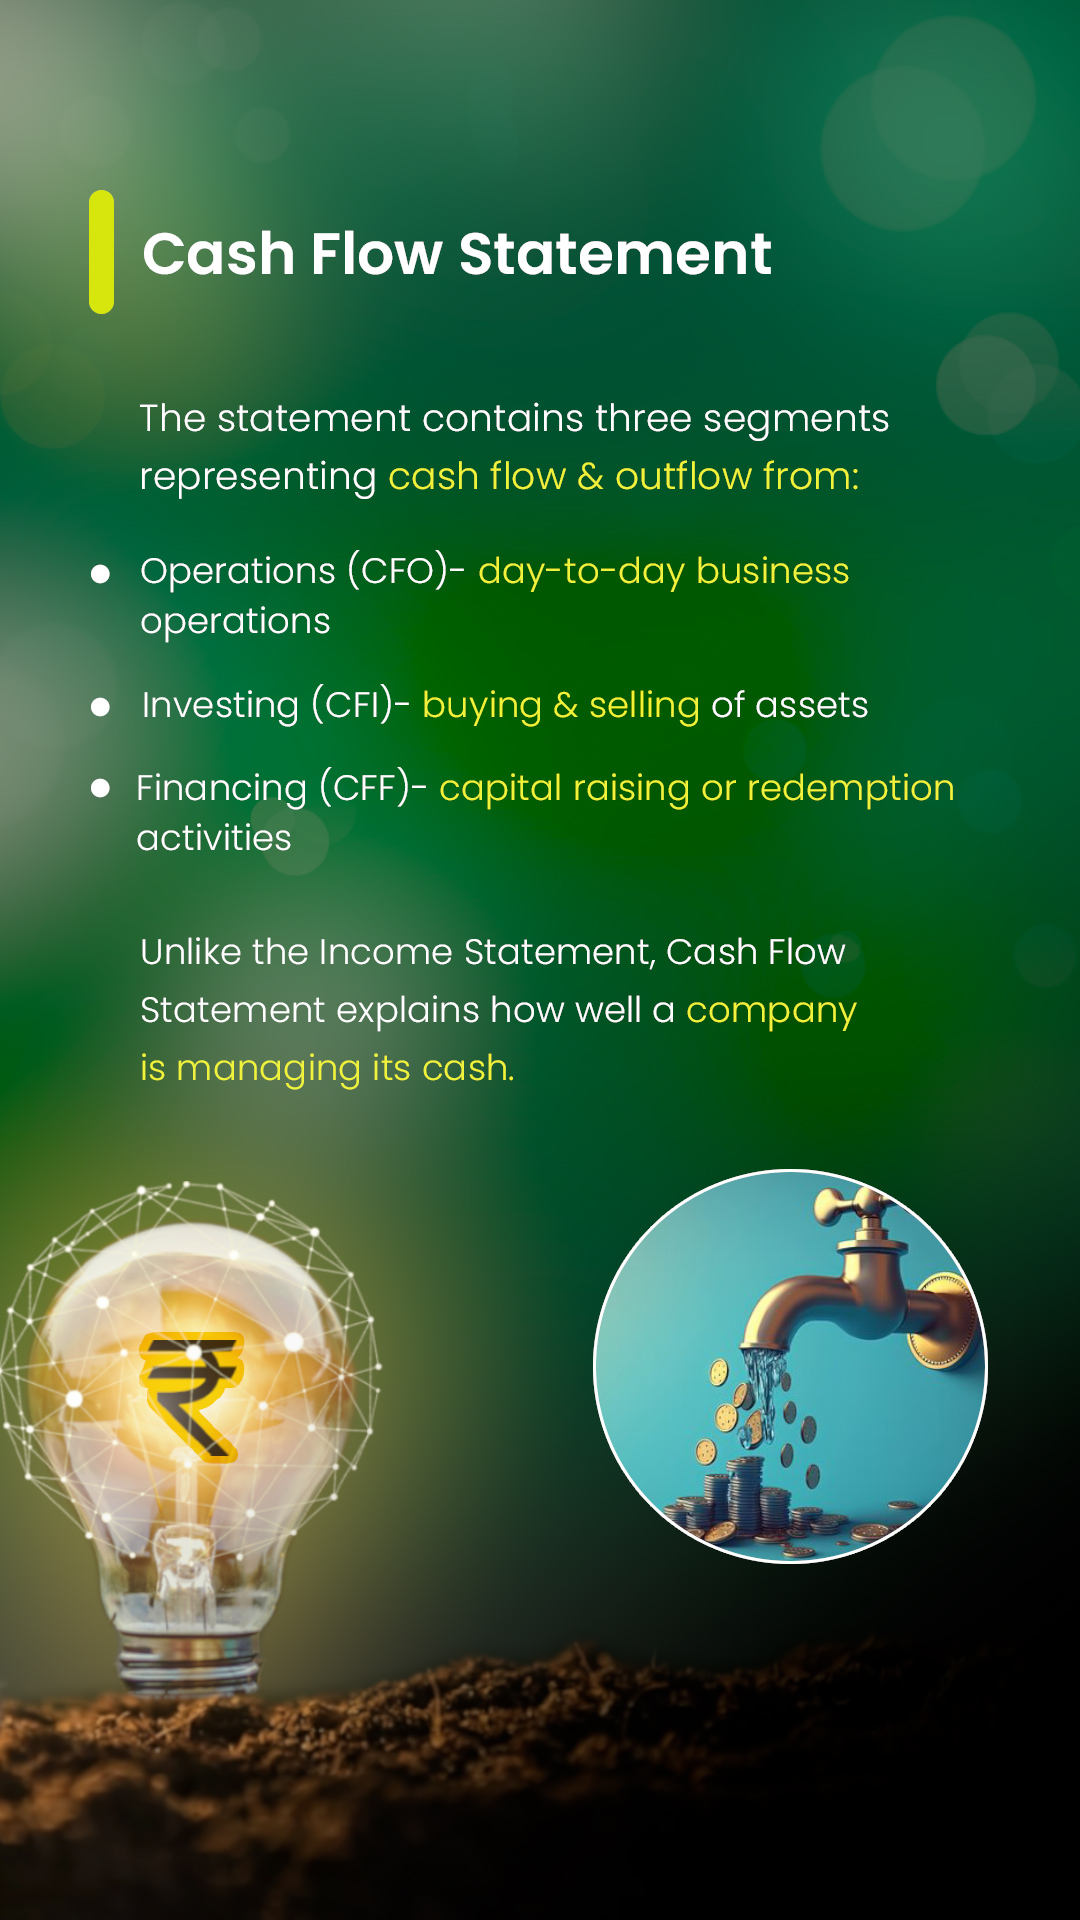 Cash Flow Statement
The statement contains three segments
representing cash flow & outflow from:
● Operations (CFO)- day-to-day business
operations
● Investing (CFI)- buying & selling of assets
● Financing (CFF)- capital raising or redemption
activities
Unlike the Income Statement, Cash Flow
Statement explains how well a company
is managing its cash.
₹